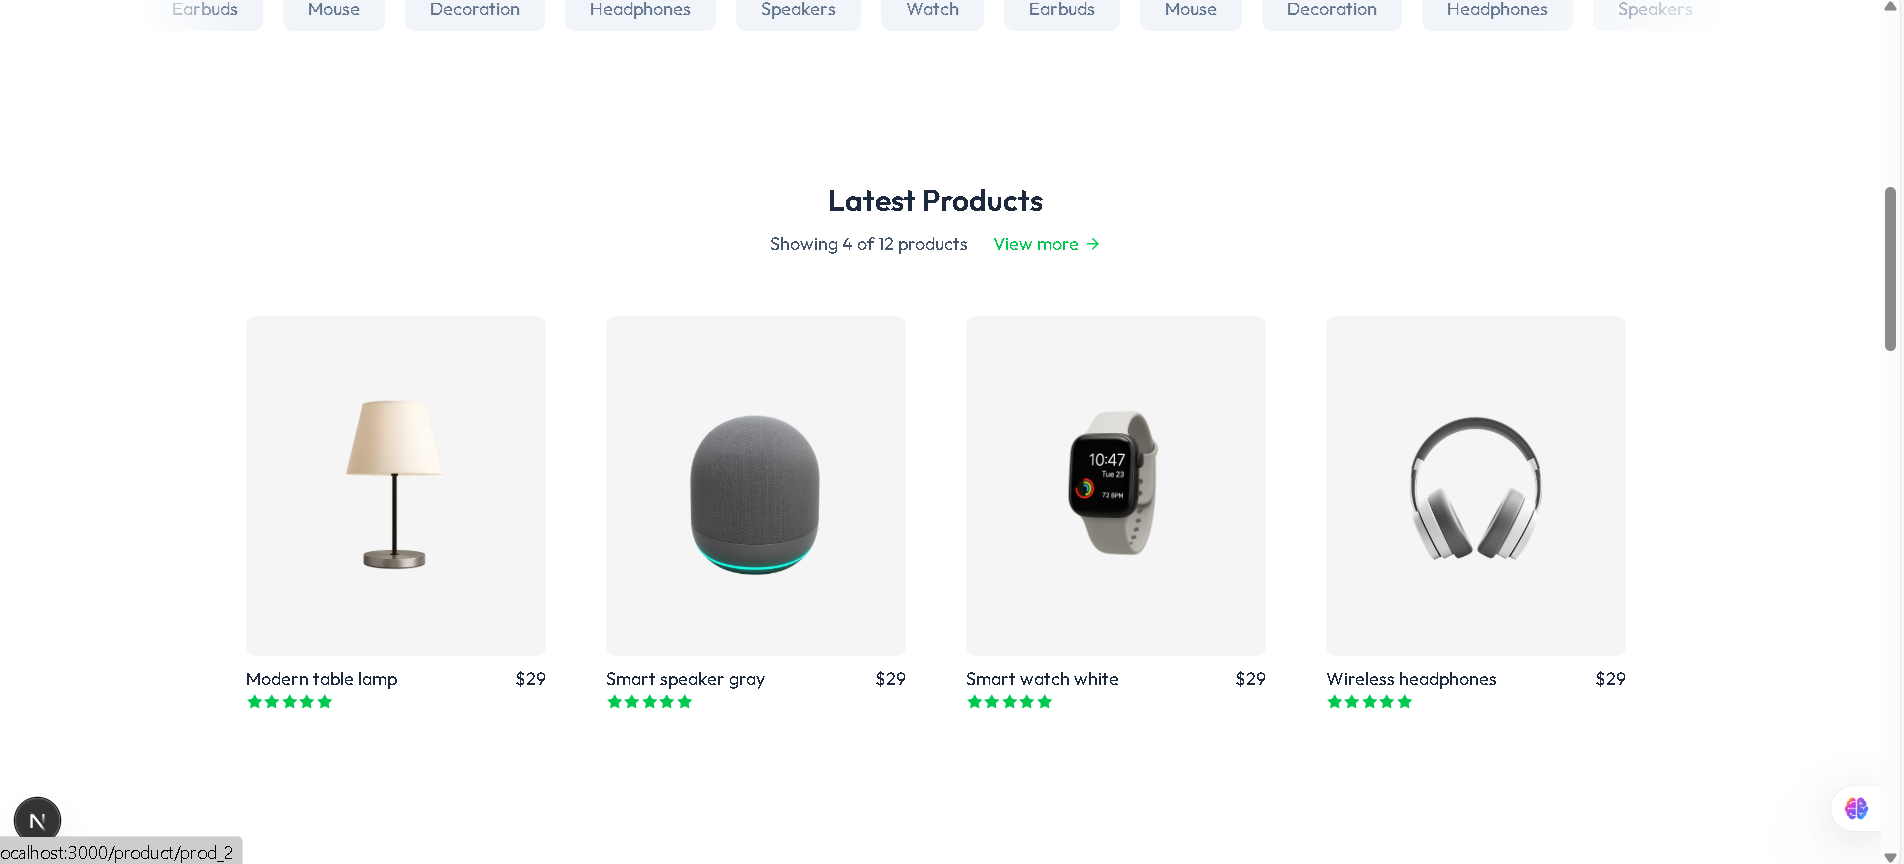 Earbuds Mouse Decoration Headphones Speakers Watch Earbuds Mouse Decoration Headphones Speakers
Latest Products
Showing 4 of 12 products View more →
10:47
Tue 23
72 BPM
Modern table lamp $29
Smart speaker gray $29
Smart watch white $29
Wireless headphones $29
N
ocalhost:3000/product/prod_2